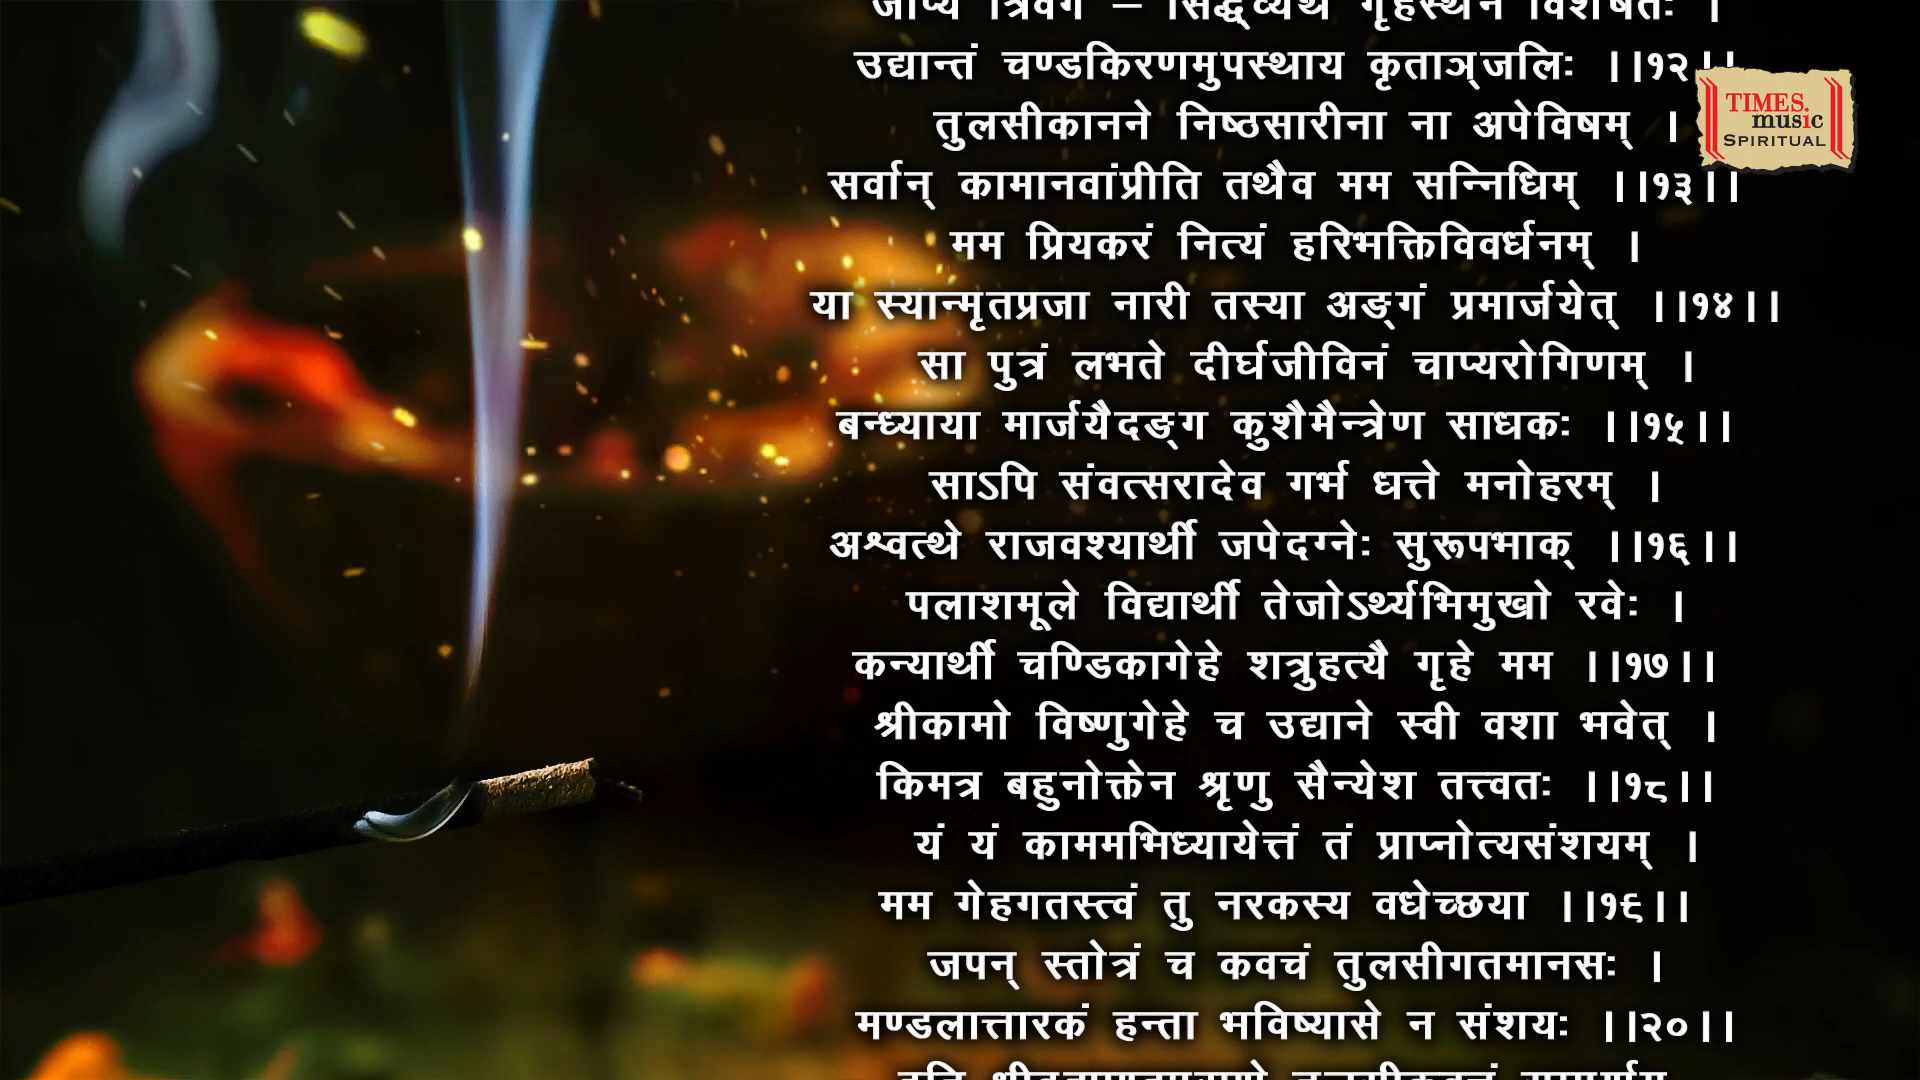 जाप्यं त्रिवर्ग – सिद्ध्यर्थं गृहस्थेन विशेषतः ।
उद्यान्तं चण्डकिरणमुपस्थाय कृताञ्जलिः ।।१२।।
तुलसीकानने निष्ठसारीना ना अपेविषम् ।
सर्वान् कामानवांप्रीति तथैव मम सन्निधिम् ।।१३।।
मम प्रियकरं नित्यं हरिभक्तिविवर्धनम् ।
या स्यान्मृतप्रजा नारी तस्या अङ्गं प्रमार्जयेत् ।।१४।।
सा पुत्रं लभते दीर्घजीविनं चाप्यरोगिणम् ।
बन्ध्याया मार्जयैदङ्ग कुशैमैन्त्रेण साधकः ।।१५।।
साऽपि संवत्सरादेव गर्भ धत्ते मनोहरम् ।
अश्वत्थे राजवश्यार्थी जपेदग्नेः सुरूपभाक् ।।१६।।
पलाशमूले विद्यार्थी तेजोऽर्थ्यभिमुखो रवेः ।
कन्यार्थी चण्डिकागेहे शत्रुहत्यै गृहे मम ।।१७।।
श्रीकामो विष्णुगेहे च उद्याने स्वी वशा भवेत् ।
किमत्र बहुनोक्तेन श्रृणु सैन्येश तत्त्वतः ।।१८।।
यं यं काममभिध्यायेत्तं तं प्राप्नोत्यसंशयम् ।
मम गेहगतस्त्वं तु नरकस्य वधेच्छया ।।१९।।
जपन् स्तोत्रं च कवचं तुलसीगतमानसः ।
मण्डलात्तारकं हन्ता भविष्यासे न संशयः ।।२०।।
TIMES.
music
SPIRITUAL